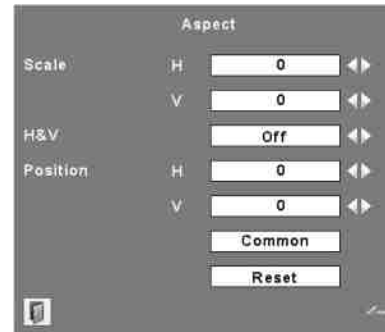 Aspect
Scale H 0
V 0
H&V Off
Position H 0
V 0
Common
Reset